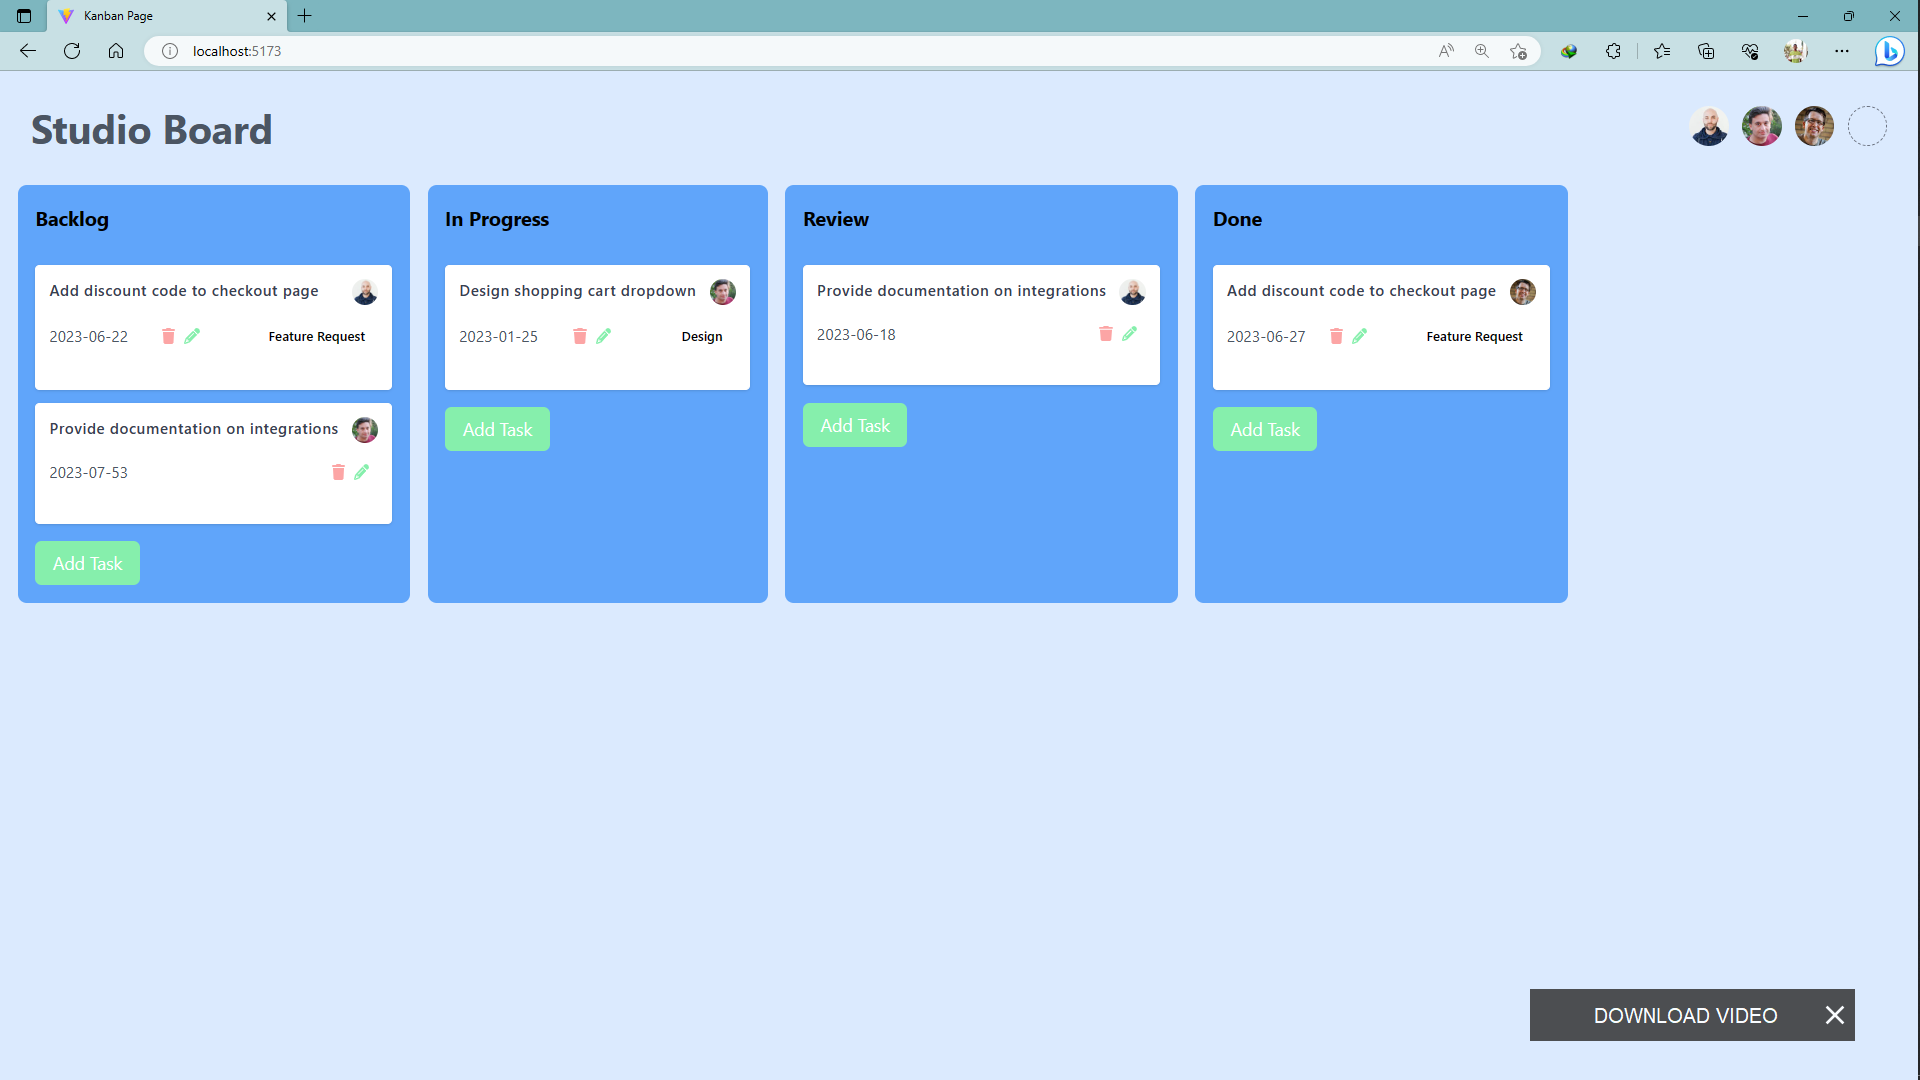 Kanban Page
localhost:5173
Studio Board
Backlog
Add discount code to checkout page
2023-06-22
Feature Request
Provide documentation on integrations
2023-07-53
Add Task
In Progress
Design shopping cart dropdown
2023-01-25
Design
Add Task
Review
Provide documentation on integrations
2023-06-18
Add Task
Done
Add discount code to checkout page
2023-06-27
Feature Request
Add Task
DOWNLOAD VIDEO